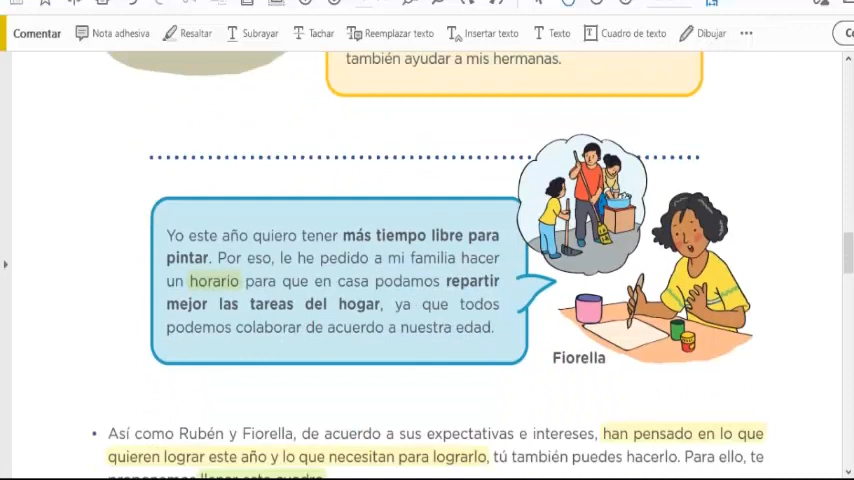 Comentar Nota adhesiva Resaltar Subrayar Tachar Reemplazar texto Insertar texto Texto Cuadro de texto Dibujar
también ayudar a mis hermanas.
Yo este año quiero tener más tiempo libre para
pintar. Por eso, le he pedido a mi familia hacer
un horario para que en casa podamos repartir
mejor las tareas del hogar, ya que todos
podemos colaborar de acuerdo a nuestra edad.
Fiorella
• Así como Rubén y Fiorella, de acuerdo a sus expectativas e intereses, han pensado en lo que
quieren lograr este año y lo que necesitan para lograrlo, tú también puedes hacerlo. Para ello, te
proponemos llenar este cuadro